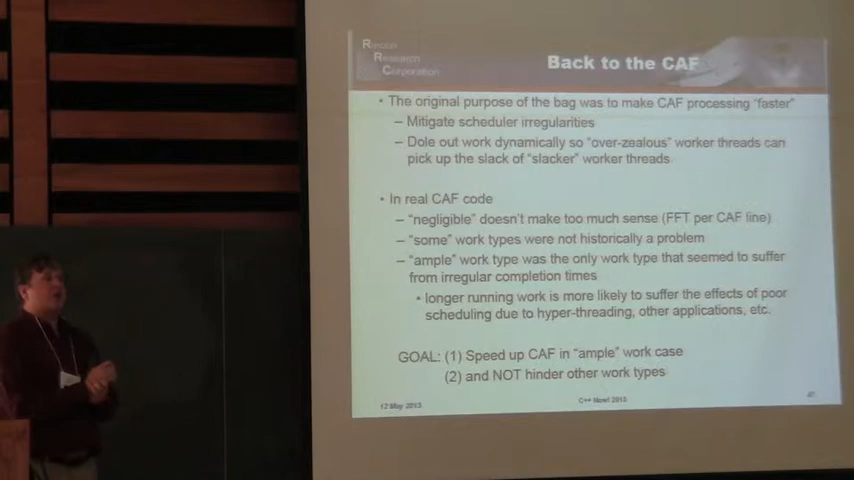 Rincon
Research
Corporation
Back to the CAF
• The original purpose of the bag was to make CAF processing “faster”
– Mitigate scheduler irregularities
– Dole out work dynamically so “over-zealous” worker threads can
pick up the slack of “slacker” worker threads
• In real CAF code
– “negligible” doesn’t make too much sense (FFT per CAF line)
– “some” work types were not historically a problem
– “ample” work type was the only work type that seemed to suffer
from irregular completion times
• longer running work is more likely to suffer the effects of poor
scheduling due to hyper-threading, other applications, etc.
GOAL: (1) Speed up CAF in “ample” work case
(2) and NOT hinder other work types
12 May 2013
C++ Now! 2013